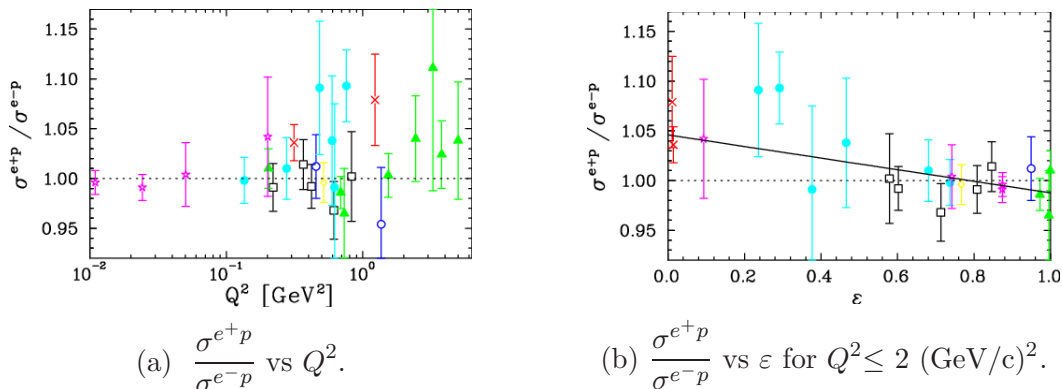 1.15
1.10
1.05
1.00
0.95
σ^{e+p} / σ^{e−p}
10^{−2} 10^{−1} 10^{0}
Q^2 [GeV^2]
(a) σ^{e^+p}/σ^{e^−p} vs Q^2.
1.15
1.10
1.05
1.00
0.95
σ^{e+p} / σ^{e−p}
0.0 0.2 0.4 0.6 0.8 1.0
ε
(b) σ^{e^+p}/σ^{e^−p} vs ε for Q^2≤ 2 (GeV/c)^2.